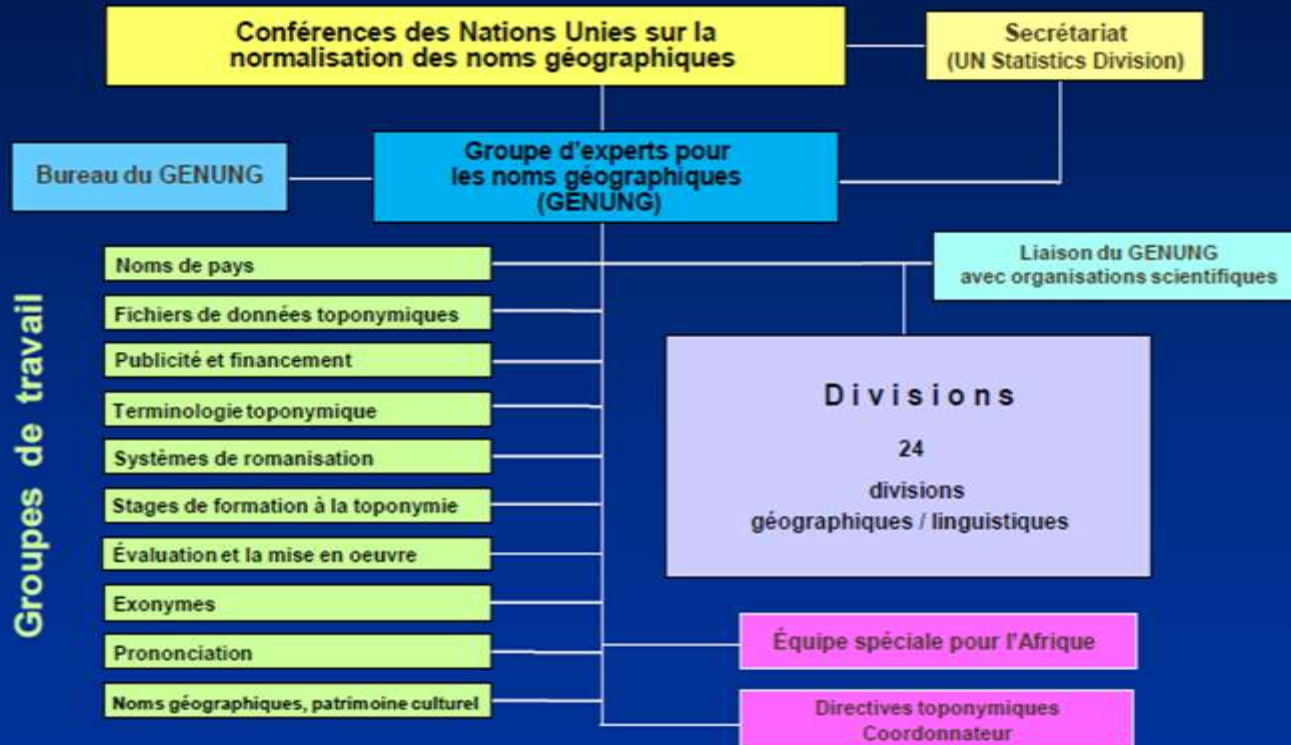 Conférences des Nations Unies sur la
normalisation des noms géographiques
Secrétariat
(UN Statistics Division)
Bureau du GENUNG
Groupe d'experts pour
les noms géographiques
(GENUNG)
Liaison du GENUNG
avec organisations scientifiques
Groupes de travail
Noms de pays
Fichiers de données toponymiques
Publicité et financement
Terminologie toponymique
Systèmes de romanisation
Stages de formation à la toponymie
Évaluation et la mise en oeuvre
Exonymes
Prononciation
Noms géographiques, patrimoine culturel
Divisions
24
divisions
géographiques / linguistiques
Équipe spéciale pour l'Afrique
Directives toponymiques
Coordonnateur